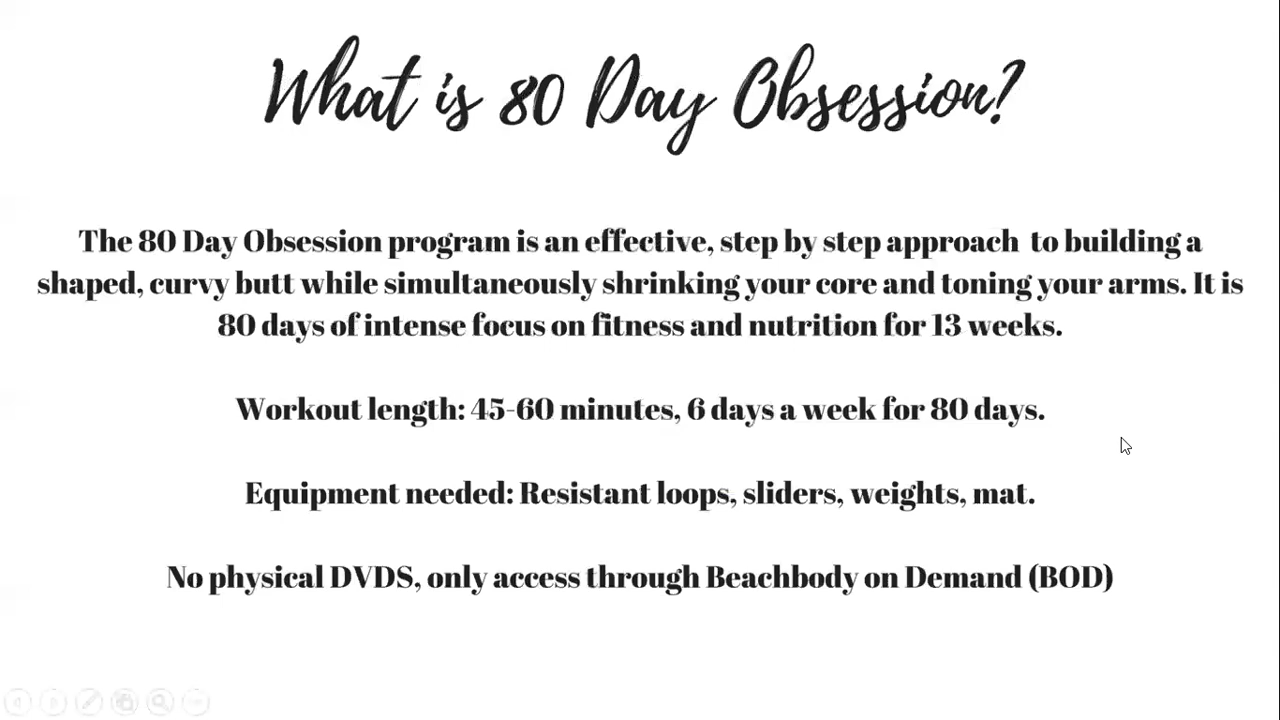 What is 80 Day Obsession?
The 80 Day Obsession program is an effective, step by step approach to building a
shaped, curvy butt while simultaneously shrinking your core and toning your arms. It is
80 days of intense focus on fitness and nutrition for 13 weeks.
Workout length: 45-60 minutes, 6 days a week for 80 days.
Equipment needed: Resistant loops, sliders, weights, mat.
No physical DVDS, only access through Beachbody on Demand (BOD)